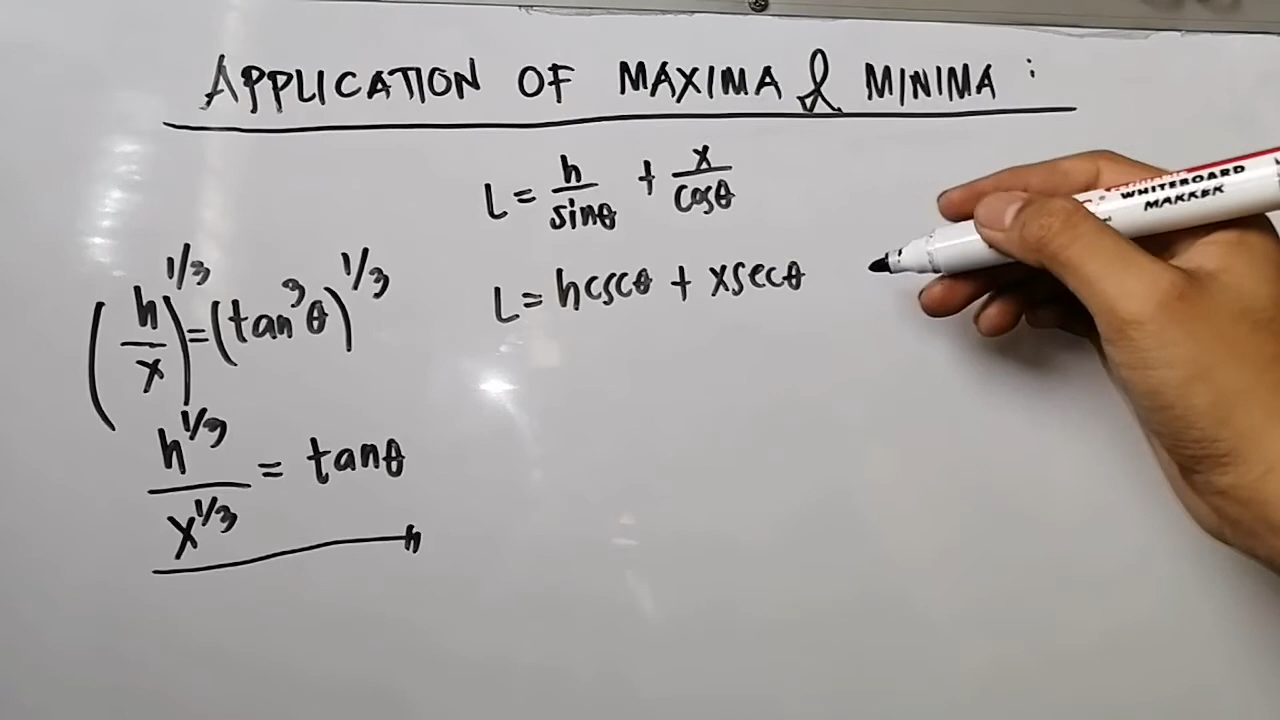 APPLICATION OF MAXIMA & MINIMA :
L = h/sinθ + x/cosθ
L = hcscθ + xsecθ
(h/x)^1/3 = (tan³θ)^1/3
h^1/3 / x^1/3 = tanθ
WHITEBOARD
MARKER